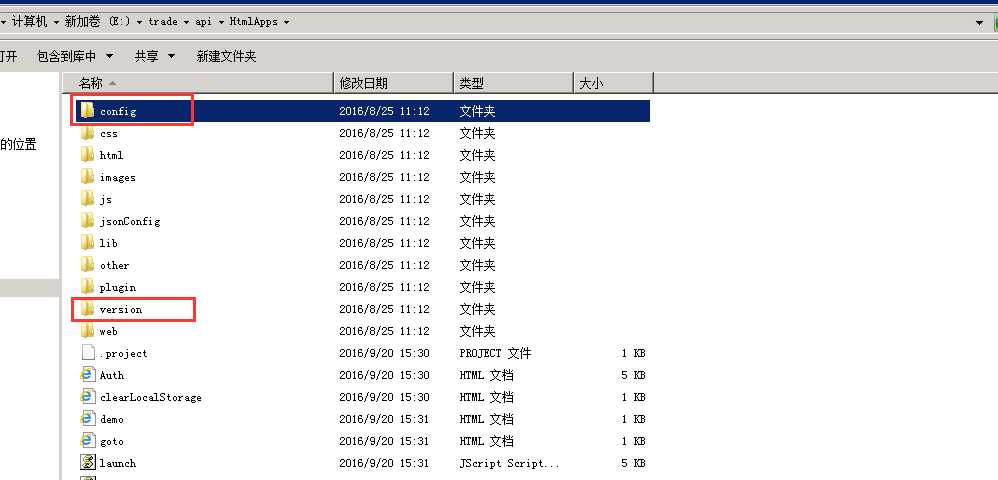 计算机 新加卷 (E:) trade api HtmlApps
打开 包含到库中 共享 新建文件夹
名称 修改日期 类型 大小
config 2016/8/25 11:12 文件夹
css 2016/8/25 11:12 文件夹
的位置
html 2016/8/25 11:12 文件夹
images 2016/8/25 11:12 文件夹
js 2016/8/25 11:12 文件夹
jsonConfig 2016/8/25 11:12 文件夹
lib 2016/8/25 11:12 文件夹
other 2016/8/25 11:12 文件夹
plugin 2016/8/25 11:12 文件夹
version 2016/8/25 11:12 文件夹
web 2016/8/25 11:12 文件夹
.project 2016/9/20 15:30 PROJECT 文件 1 KB
Auth 2016/9/20 15:30 HTML 文档 5 KB
clearLocalStorage 2016/9/20 15:30 HTML 文档 1 KB
demo 2016/9/20 15:31 HTML 文档 1 KB
goto 2016/9/20 15:31 HTML 文档 1 KB
launch 2016/9/20 15:31 JScript Script... 5 KB